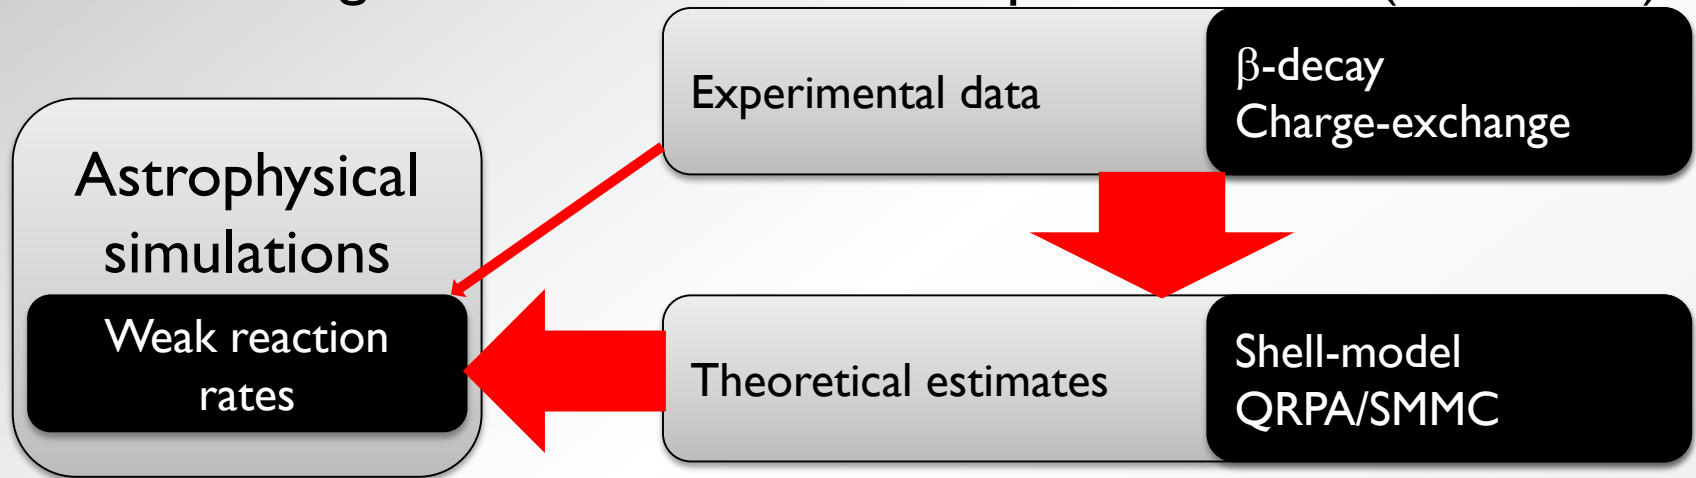 Experimental data
β-decay
Charge-exchange
Astrophysical
simulations
Weak reaction
rates
Theoretical estimates
Shell-model
QRPA/SMMC